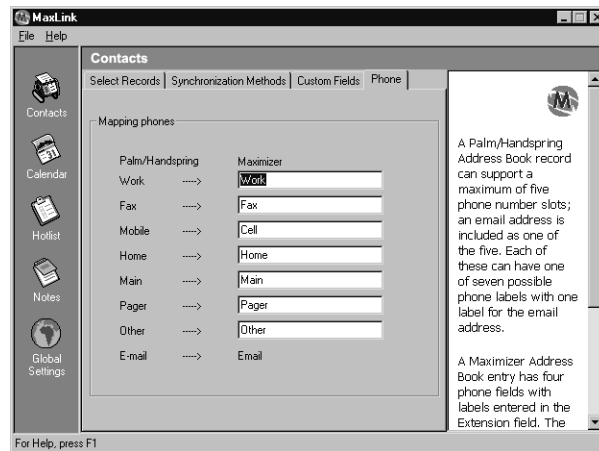 MaxLink
File Help
Contacts
Select Records Synchronization Methods Custom Fields Phone
Contacts
Calendar
Hotlist
Notes
Global
Settings
Mapping phones
Palm/Handspring Maximizer
Work ----> Work
Fax ----> Fax
Mobile ----> Cell
Home ----> Home
Main ----> Main
Pager ----> Pager
Other ----> Other
E-mail ----> Email
M
A Palm/Handspring
Address Book record
can support a
maximum of five
phone number slots;
an email address is
included as one of
the five. Each of
these can have one
of seven possible
phone labels with one
label for the email
address.
A Maximizer Address
Book entry has four
phone fields with
labels entered in the
Extension field. The
For Help, press F1